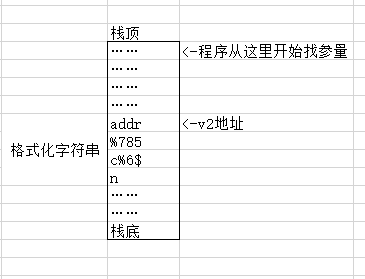 栈顶
……
<-程序从这里开始找参量
……
……
……
addr
<-v2地址
%785
格式化字符串
c%6$
n
……
……
栈底